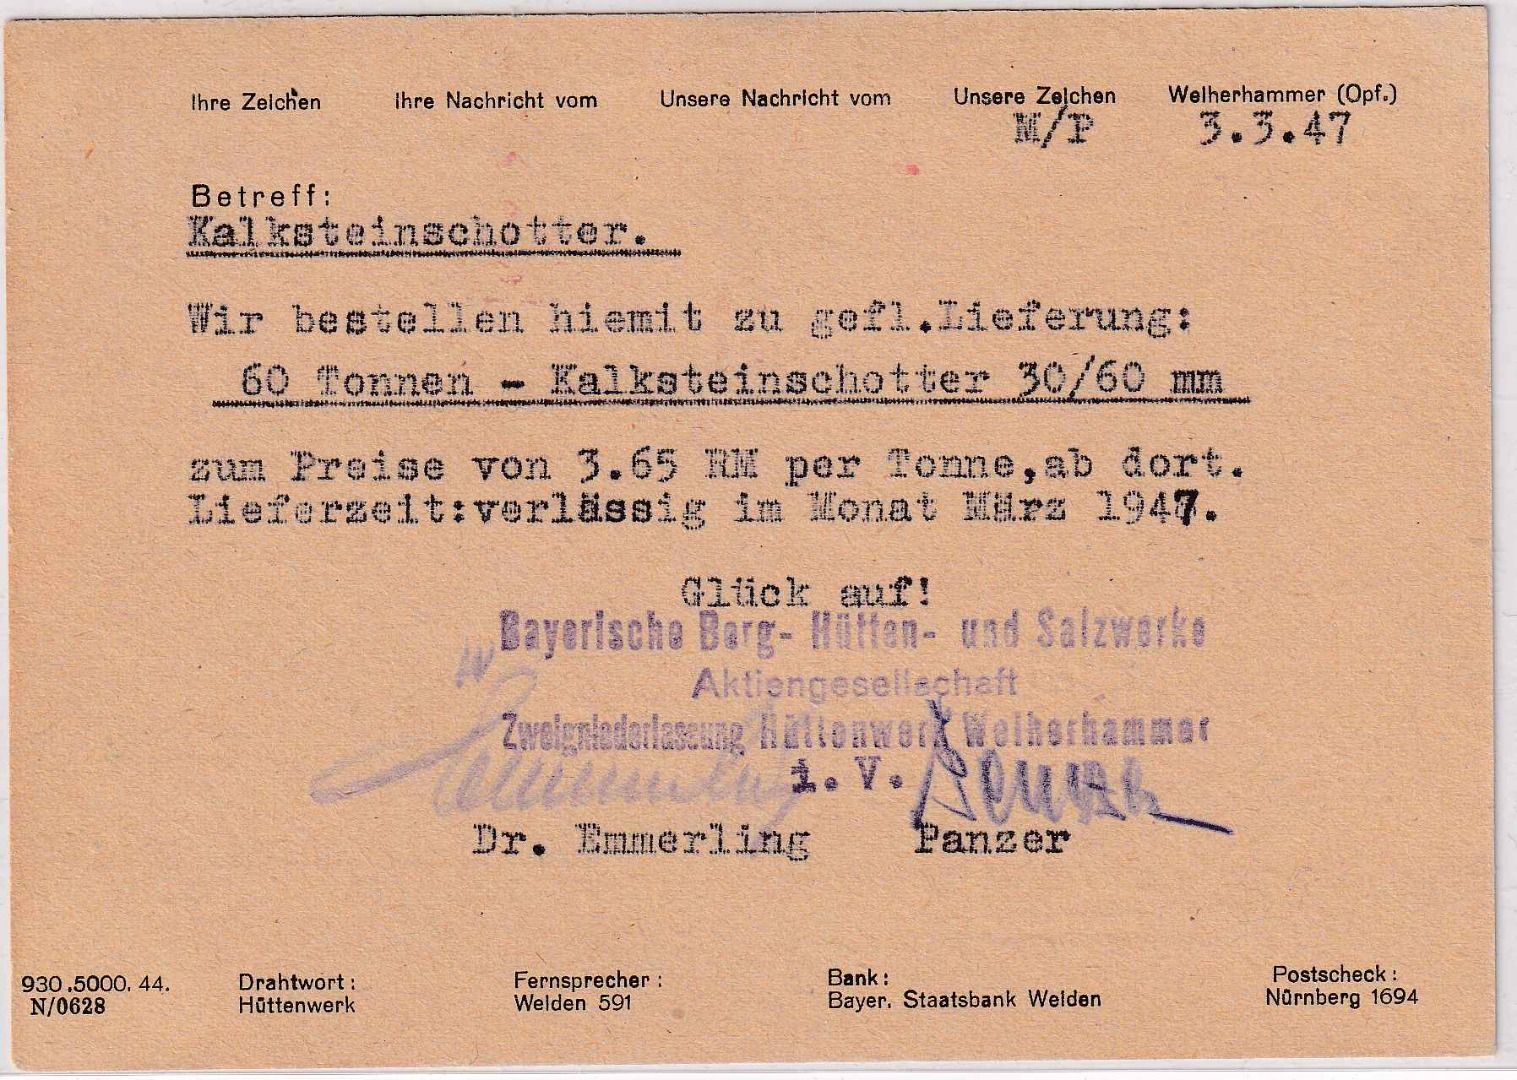 Ihre Zeichen Ihre Nachricht vom Unsere Nachricht vom Unsere Zeichen Weiherhammer (Opf.)
M/P 3.3.47
Betreff:
Kalksteinschotter.
Wir bestellen hiemit zu gefl.Lieferung:
60 Tonnen - Kalksteinschotter 30/60 mm
zum Preise von 3.65 RM per Tonne,ab dort.
Lieferzeit:verlässig im Monat März 1947.
Glück auf!
Bayerische Berg- Hütten- und Salzwerke
Aktiengesellschaft
Zweigniederlassung Hüttenwerk Weiherhammer
i.V.
Dr. Emmerling Panzer
930.5000.44. Drahtwort: Fernsprecher: Bank: Postscheck:
N/0628 Hüttenwerk Weiden 591 Bayer. Staatsbank Weiden Nürnberg 1694